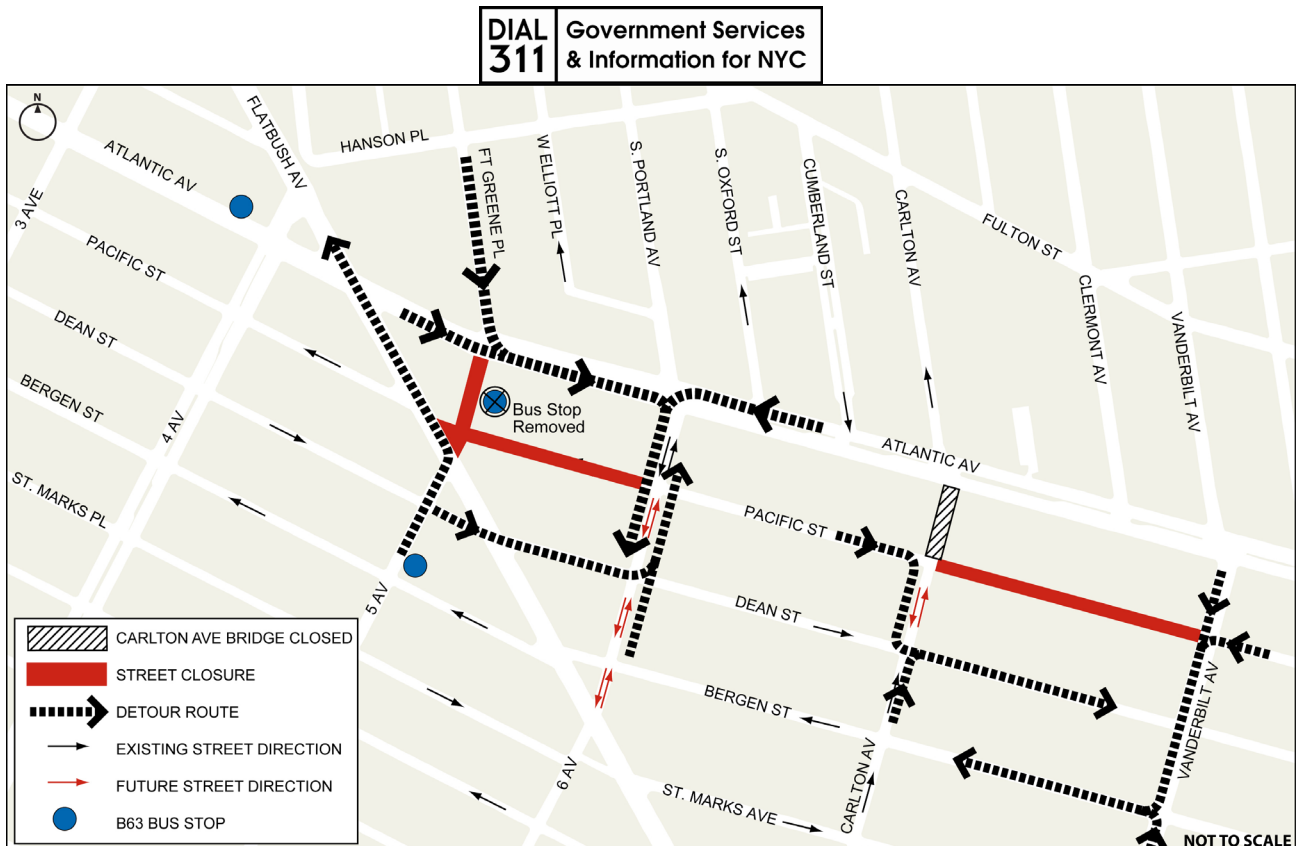 DIAL
311
Government Services
& Information for NYC
N
FLATBUSH AV
HANSON PL
ATLANTIC AV
3 AVE
FT GREENE PL
W ELLIOTT PL
S. PORTLAND AV
S. OXFORD ST
CUMBERLAND ST
CARLTON AV
FULTON ST
CLERMONT AV
VANDERBILT AV
PACIFIC ST
DEAN ST
BERGEN ST
4 AV
ST. MARKS PL
Bus Stop
Removed
ATLANTIC AV
PACIFIC ST
DEAN ST
5 AV
BERGEN ST
VANDERBILT AV
6 AV
ST. MARKS AVE
CARLTON AV
CARLTON AVE BRIDGE CLOSED
STREET CLOSURE
DETOUR ROUTE
EXISTING STREET DIRECTION
FUTURE STREET DIRECTION
B63 BUS STOP
NOT TO SCALE